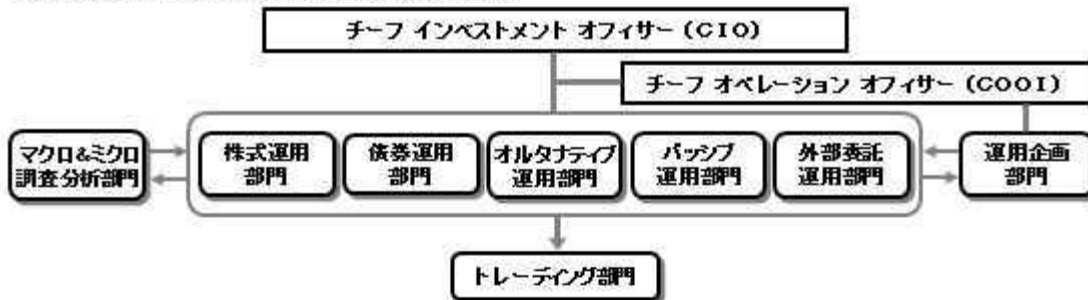 チーフ インベストメント オフィサー (CIO)
チーフ オペレーション オフィサー (COOI)
マクロ&ミクロ
調査分析部門
株式運用
部門
債券運用
部門
オルタナティブ
運用部門
パッシブ
運用部門
外部委託
運用部門
運用企画
部門
トレーディング部門